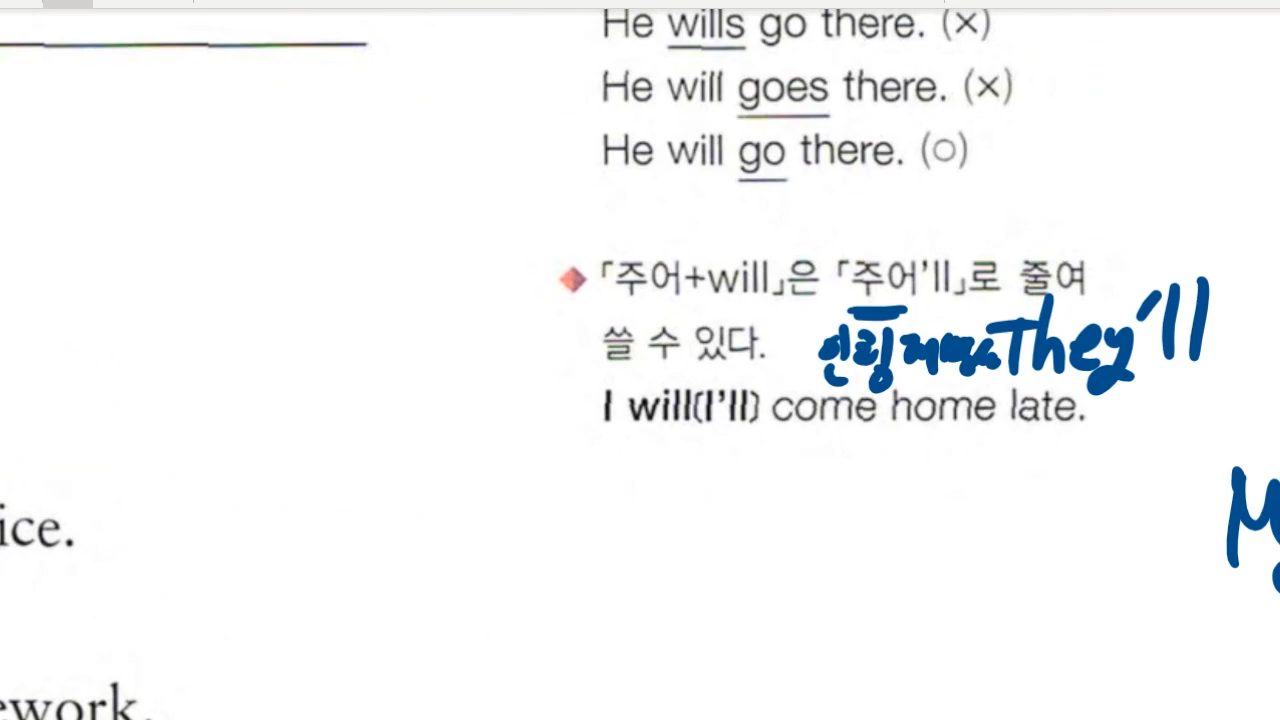 He wills go there. (×)
He will goes there. (×)
He will go there. (○)
「주어+will」은 「주어'll」로 줄여
쓸 수 있다.
They'll
I will(I'll) come home late.
ice.
ework.